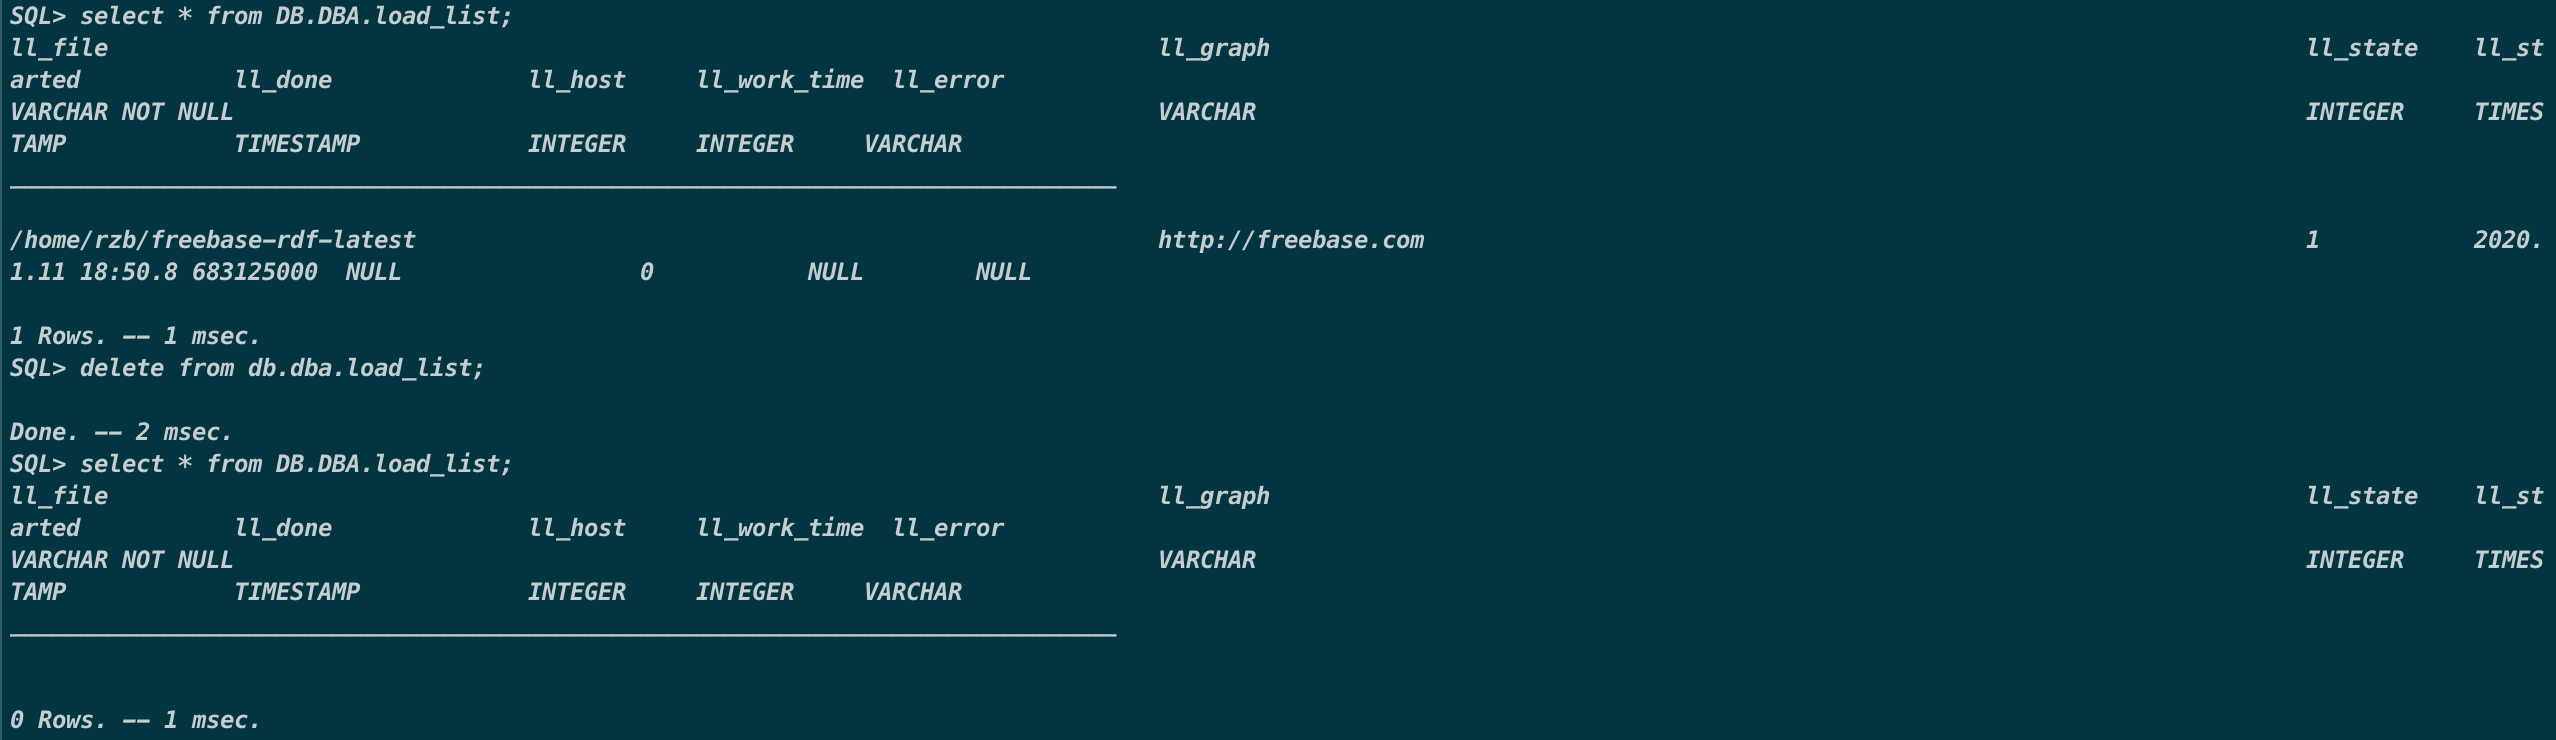 SQL> select * from DB.DBA.load_list;
ll_file ll_graph ll_state ll_st
arted ll_done ll_host ll_work_time ll_error
VARCHAR NOT NULL VARCHAR INTEGER TIMES
TAMP TIMESTAMP INTEGER INTEGER VARCHAR
/home/rzb/freebase-rdf-latest http://freebase.com 1 2020.
1.11 18:50.8 683125000 NULL 0 NULL NULL
1 Rows. -- 1 msec.
SQL> delete from db.dba.load_list;
Done. -- 2 msec.
SQL> select * from DB.DBA.load_list;
ll_file ll_graph ll_state ll_st
arted ll_done ll_host ll_work_time ll_error
VARCHAR NOT NULL VARCHAR INTEGER TIMES
TAMP TIMESTAMP INTEGER INTEGER VARCHAR
0 Rows. -- 1 msec.